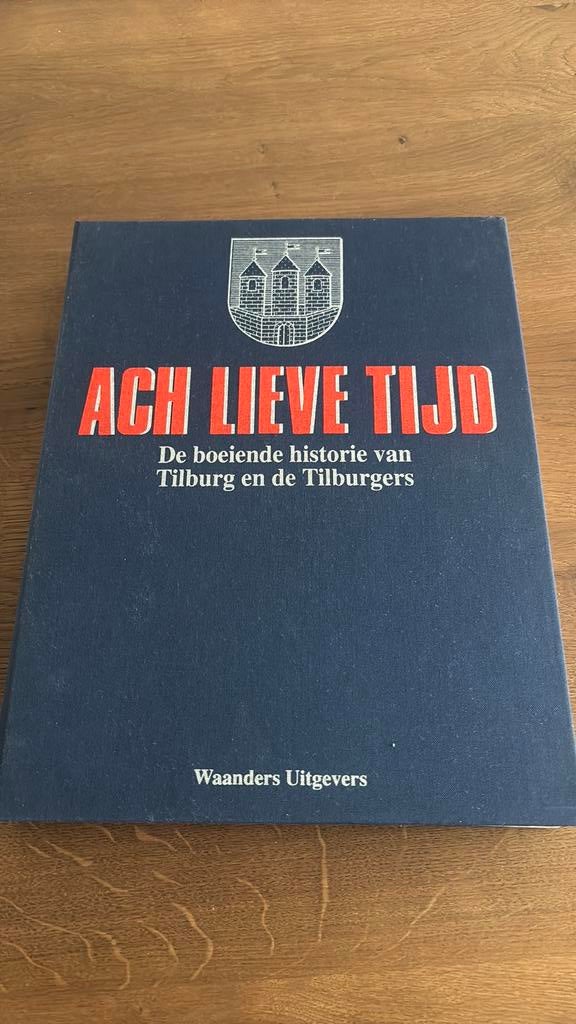 ACH LIEVE TIJD
De boeiende historie van
Tilburg en de Tilburgers
Waanders Uitgevers